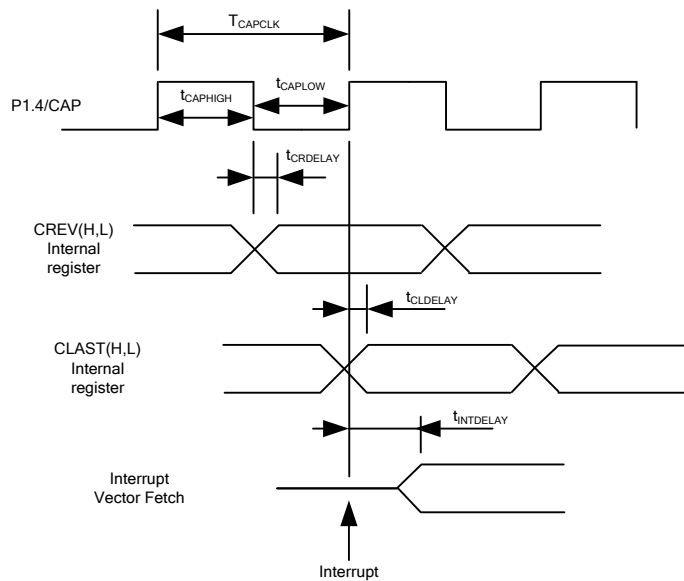 TCAPCLK
P1.4/CAP
tCAPHIGH
tCAPLOW
tCRDELAY
CREV(H,L)
Internal
register
tCLDELAY
CLAST(H,L)
Internal
register
tINTDELAY
Interrupt
Vector Fetch
Interrupt